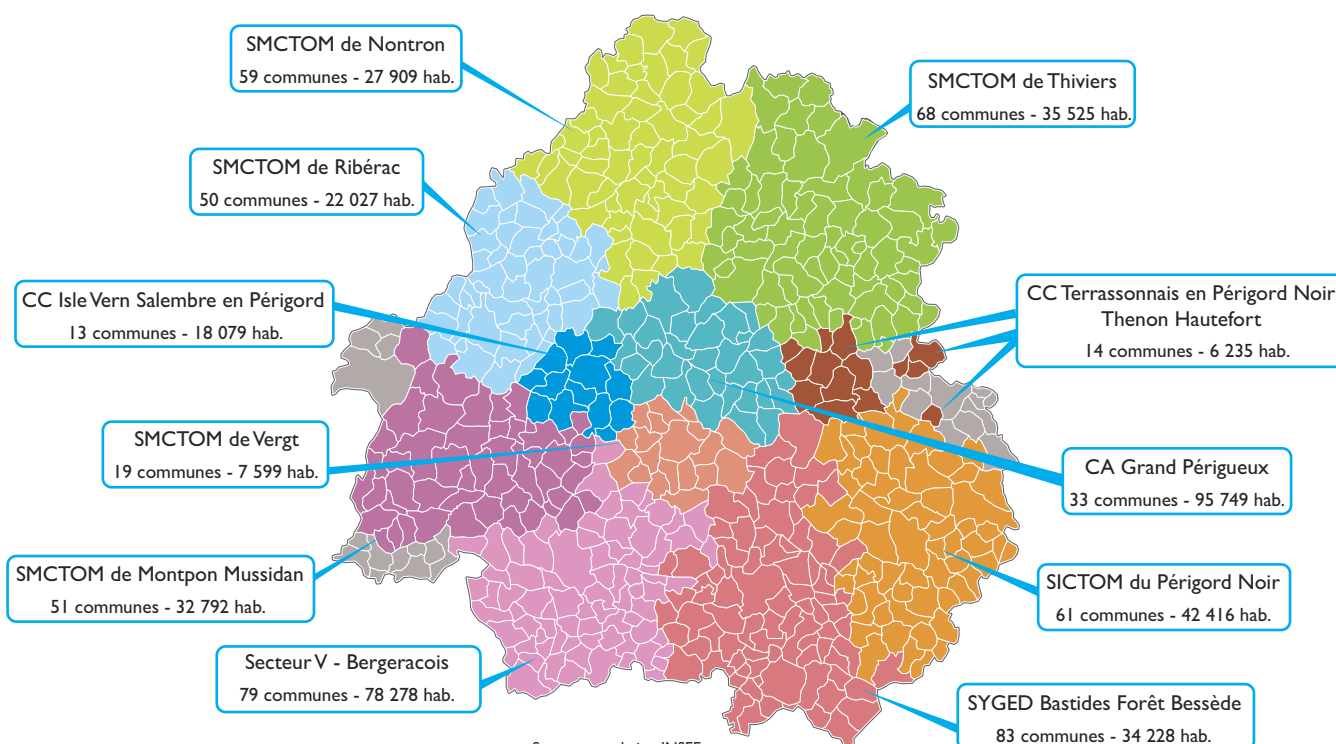 SMCTOM de Nontron
59 communes - 27 909 hab.
SMCTOM de Thiviers
68 communes - 35 525 hab.
SMCTOM de Ribérac
50 communes - 22 027 hab.
CC Isle Vern Salembre en Périgord
13 communes - 18 079 hab.
CC Terrassonnais en Périgord Noir
Thenon Hautefort
14 communes - 6 235 hab.
SMCTOM de Vergt
19 communes - 7 599 hab.
CA Grand Périgueux
33 communes - 95 749 hab.
SMCTOM de Montpon Mussidan
51 communes - 32 792 hab.
SICTOM du Périgord Noir
61 communes - 42 416 hab.
Secteur V - Bergeracois
79 communes - 78 278 hab.
SYGED Bastides Forêt Bessède
83 communes - 34 228 hab.